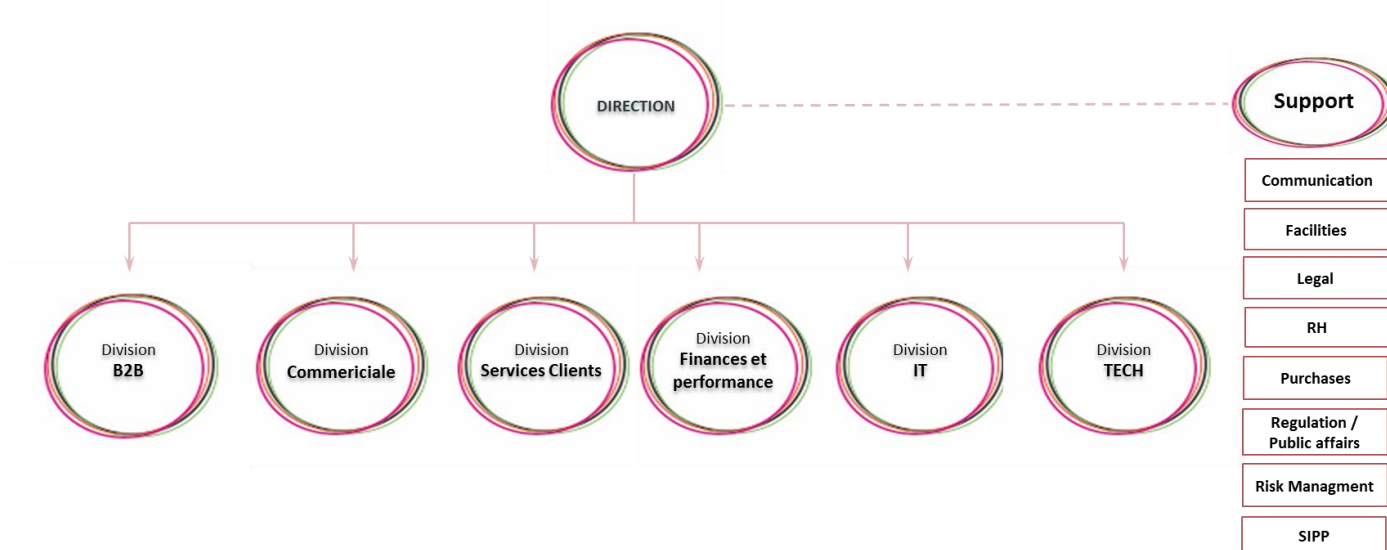 DIRECTION
Support
Communication
Facilities
Legal
RH
Purchases
Regulation /
Public affairs
Risk Managment
SIPP
Division
B2B
Division
Commericiale
Division
Services Clients
Division
Finances et
performance
Division
IT
Division
TECH